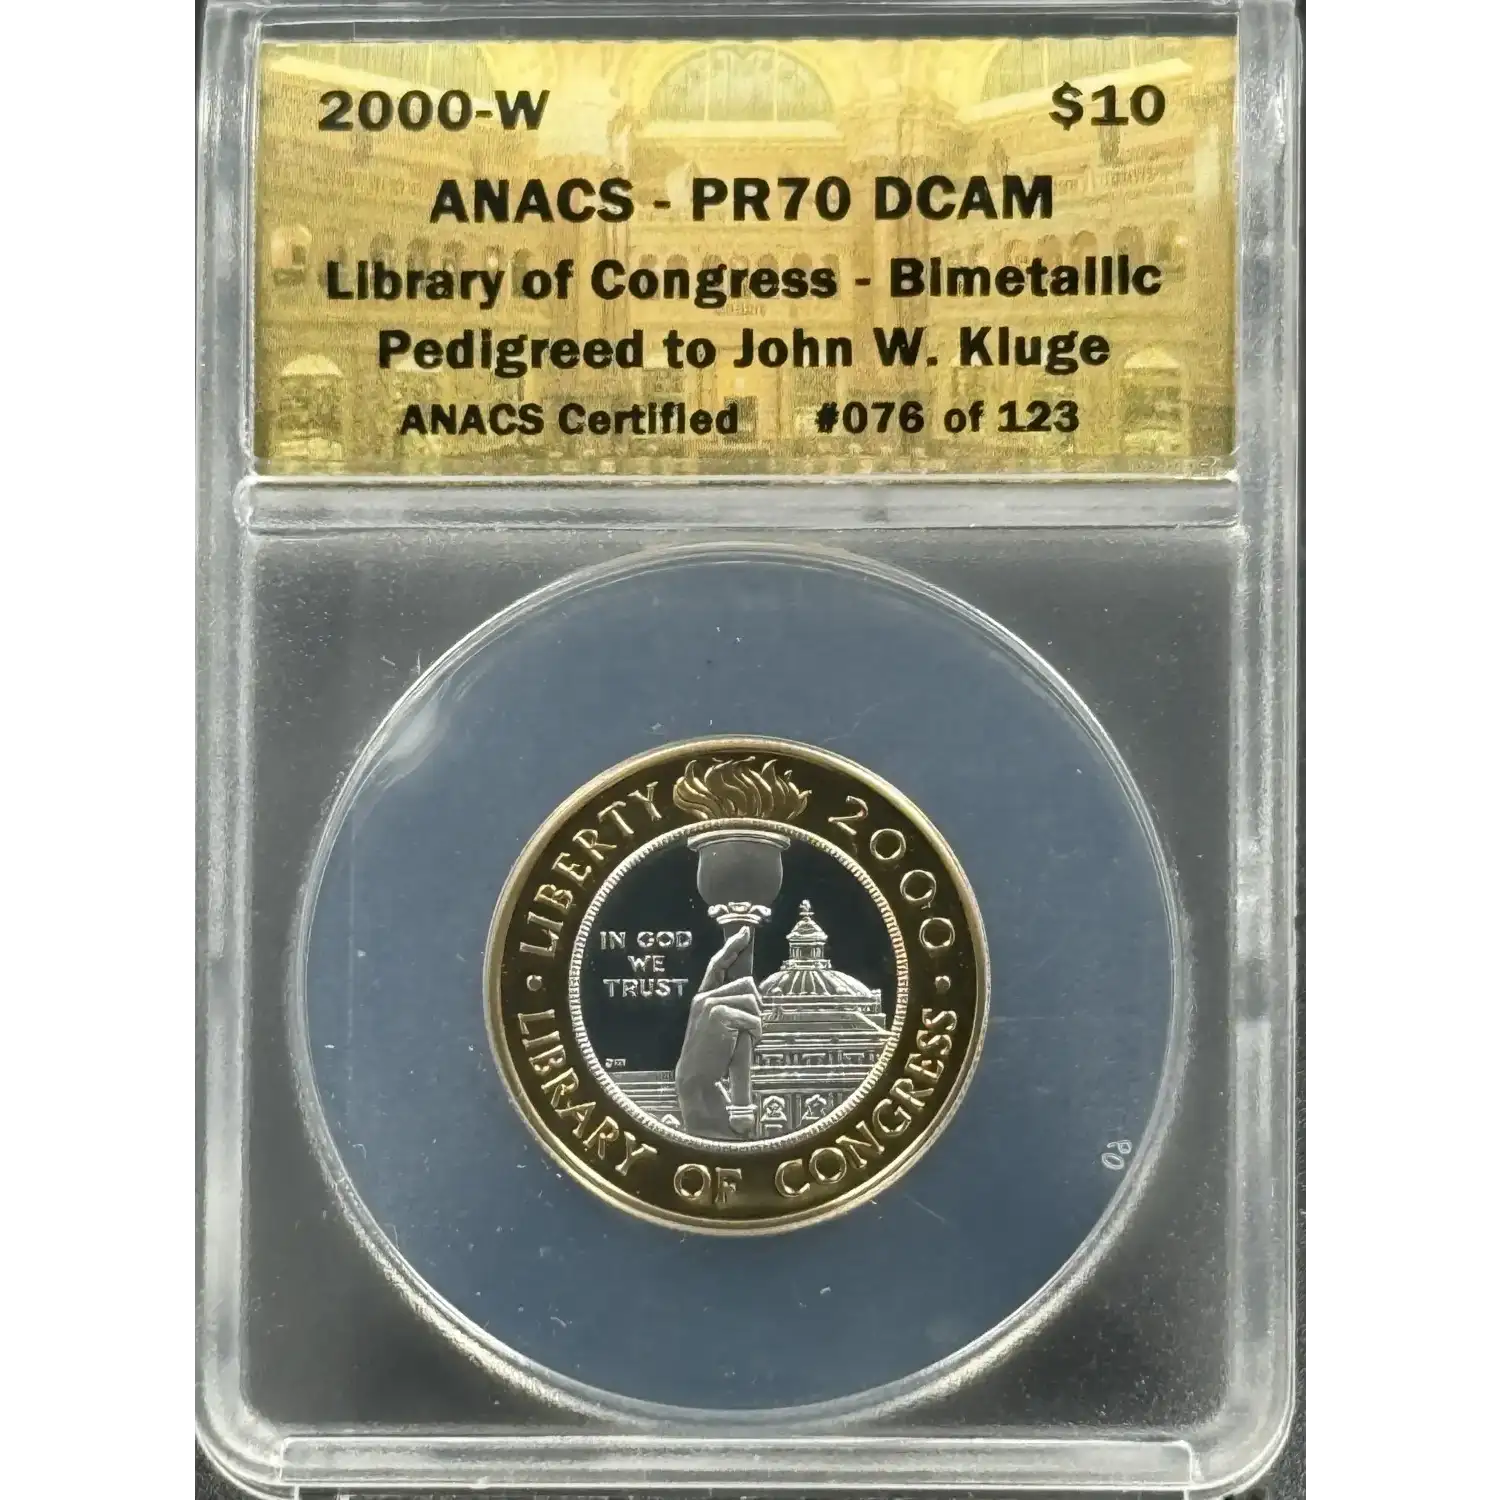 2000-W $10
ANACS - PR70 DCAM
Library of Congress - Bimetallic
Pedigreed to John W. Kluge
ANACS Certified #076 of 123
LIBERTY 2000
IN GOD
WE
TRUST
LIBRARY OF CONGRESS